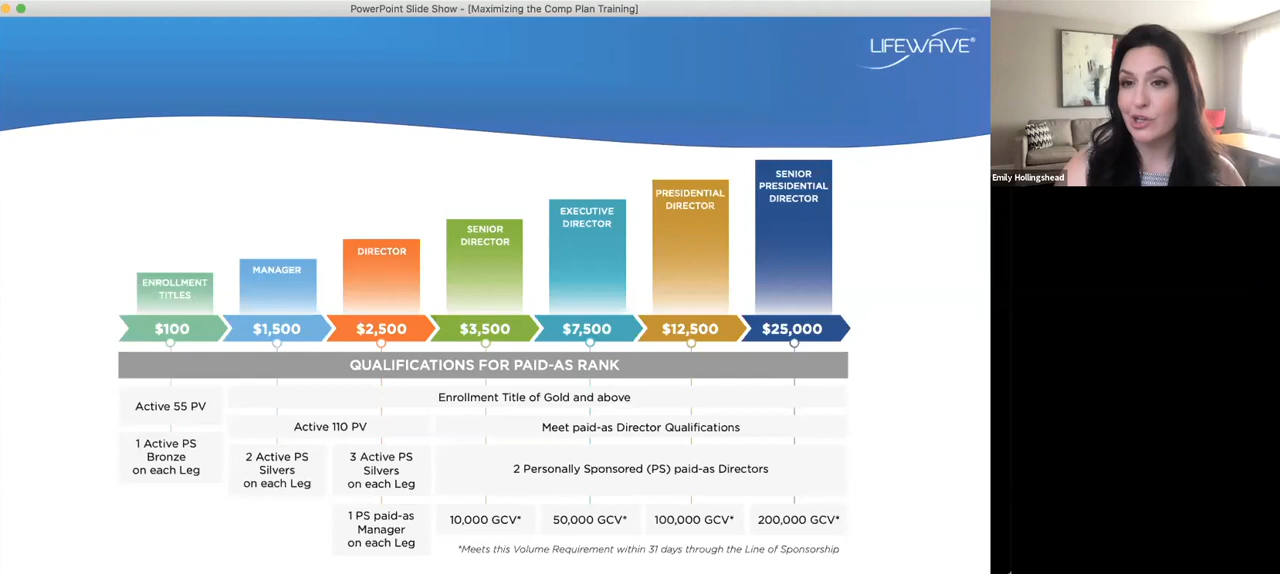 PowerPoint Slide Show - [Maximizing the Comp Plan Training]
LIFEWAVE®
Emily Hollingshead
ENROLLMENT
TITLES
MANAGER
DIRECTOR
SENIOR
DIRECTOR
EXECUTIVE
DIRECTOR
PRESIDENTIAL
DIRECTOR
SENIOR
PRESIDENTIAL
DIRECTOR
$100
$1,500
$2,500
$3,500
$7,500
$12,500
$25,000
QUALIFICATIONS FOR PAID-AS RANK
Active 55 PV
Enrollment Title of Gold and above
Active 110 PV
Meet paid-as Director Qualifications
1 Active PS
Bronze
on each Leg
2 Active PS
Silvers
on each Leg
3 Active PS
Silvers
on each Leg
2 Personally Sponsored (PS) paid-as Directors
1 PS paid-as
Manager
on each Leg
10,000 GCV*
50,000 GCV*
100,000 GCV*
200,000 GCV*
*Meets this Volume Requirement within 31 days through the Line of Sponsorship